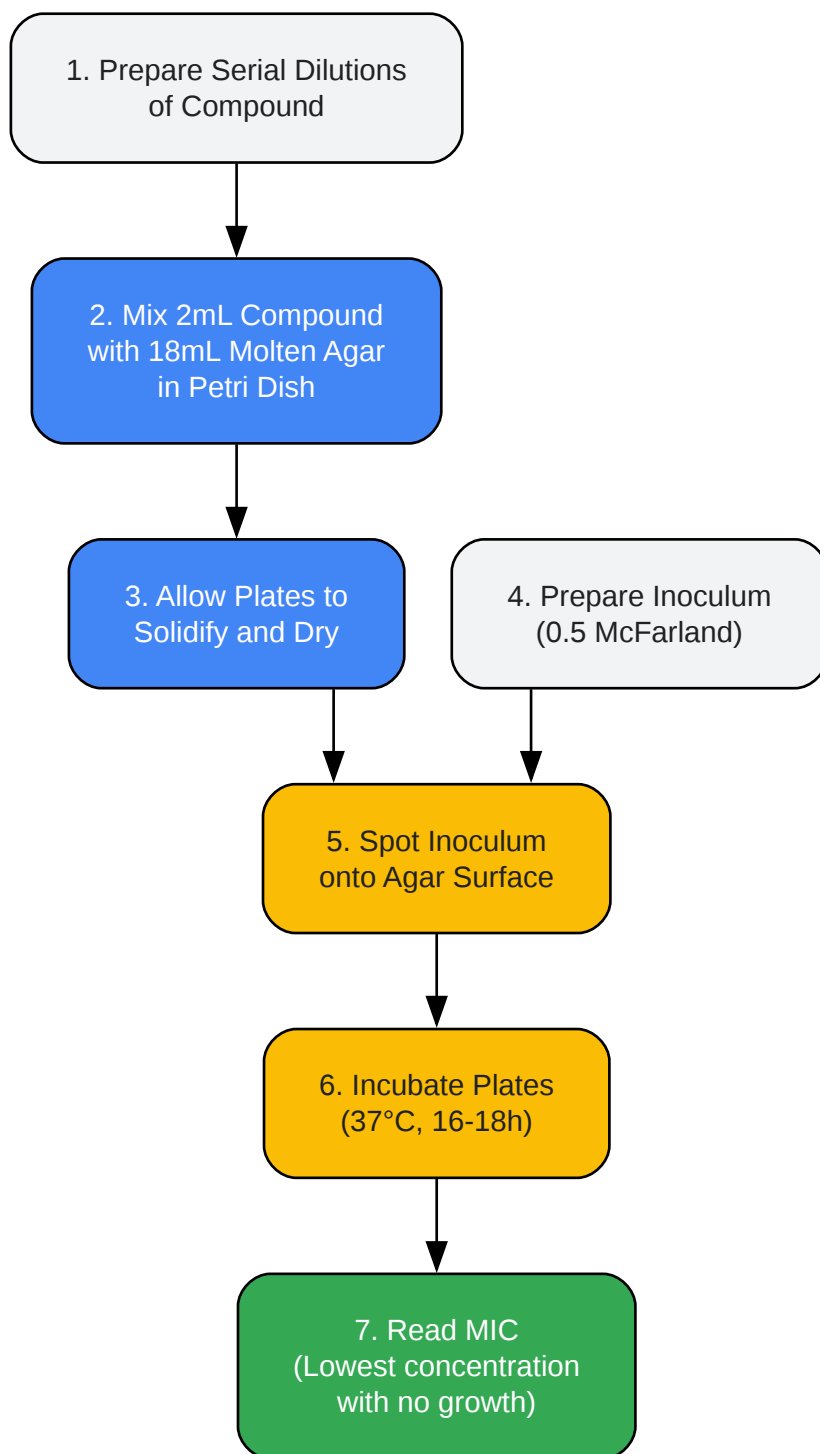 1. Prepare Serial Dilutions
of Compound
2. Mix 2mL Compound
with 18mL Molten Agar
in Petri Dish
3. Allow Plates to
Solidify and Dry
4. Prepare Inoculum
(0.5 McFarland)
5. Spot Inoculum
onto Agar Surface
6. Incubate Plates
(37°C, 16-18h)
7. Read MIC
(Lowest concentration
with no growth)